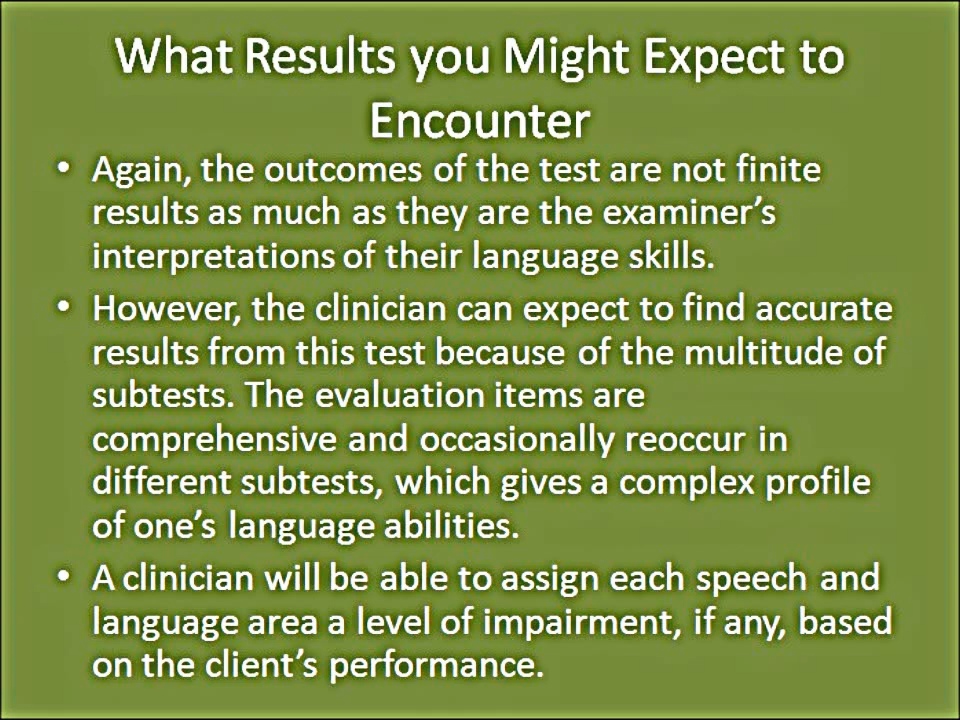 What Results you Might Expect to
Encounter
• Again, the outcomes of the test are not finite
results as much as they are the examiner’s
interpretations of their language skills.
• However, the clinician can expect to find accurate
results from this test because of the multitude of
subtests. The evaluation items are
comprehensive and occasionally reoccur in
different subtests, which gives a complex profile
of one’s language abilities.
• A clinician will be able to assign each speech and
language area a level of impairment, if any, based
on the client’s performance.